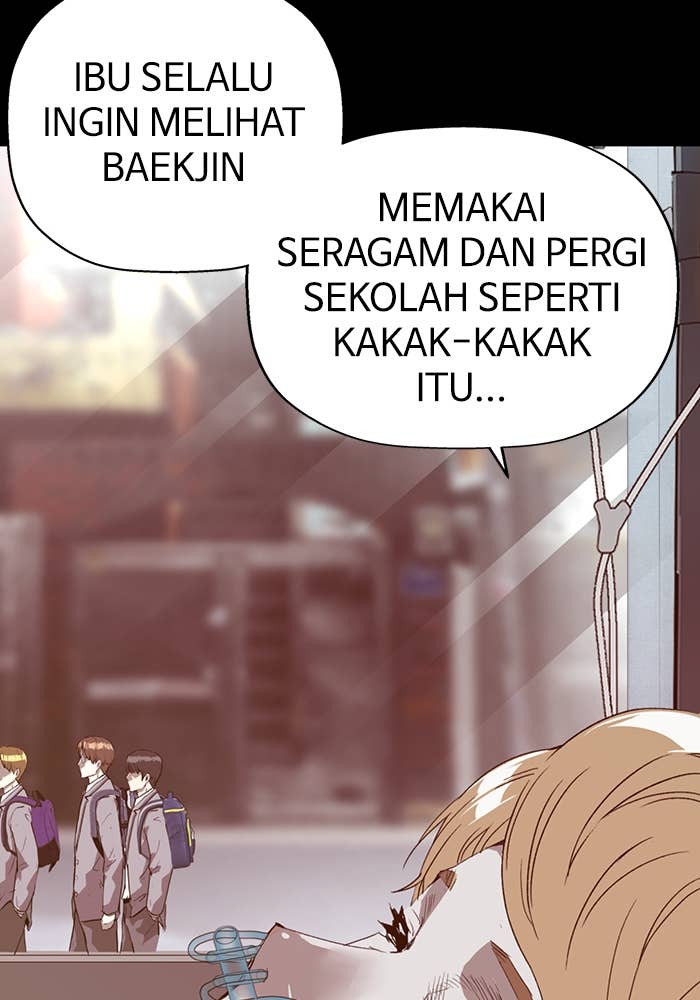 IBU SELALU
INGIN MELIHAT
BAEKJIN
MEMAKAI
SERAGAM DAN PERGI
SEKOLAH SEPERTI
KAKAK-KAKAK
ITU...